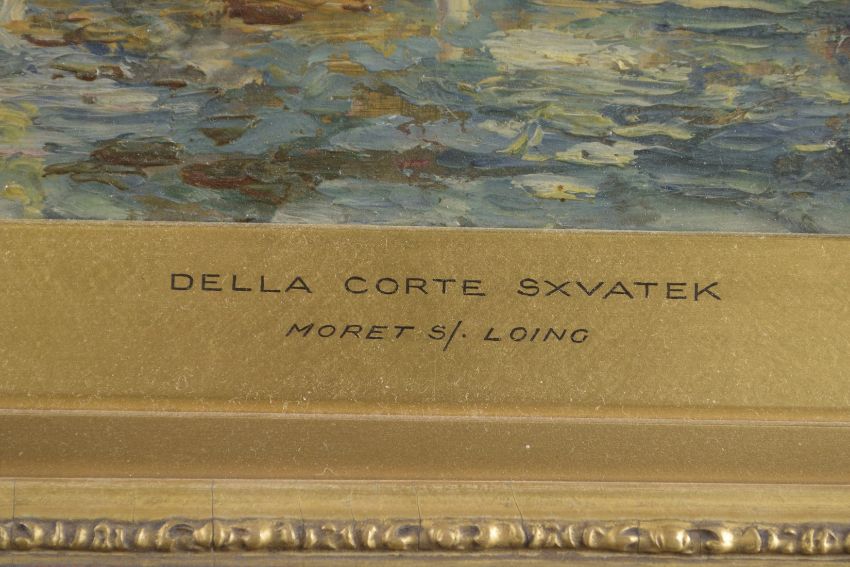 DELLA CORTE SXVATEK
MORET S/. LOING